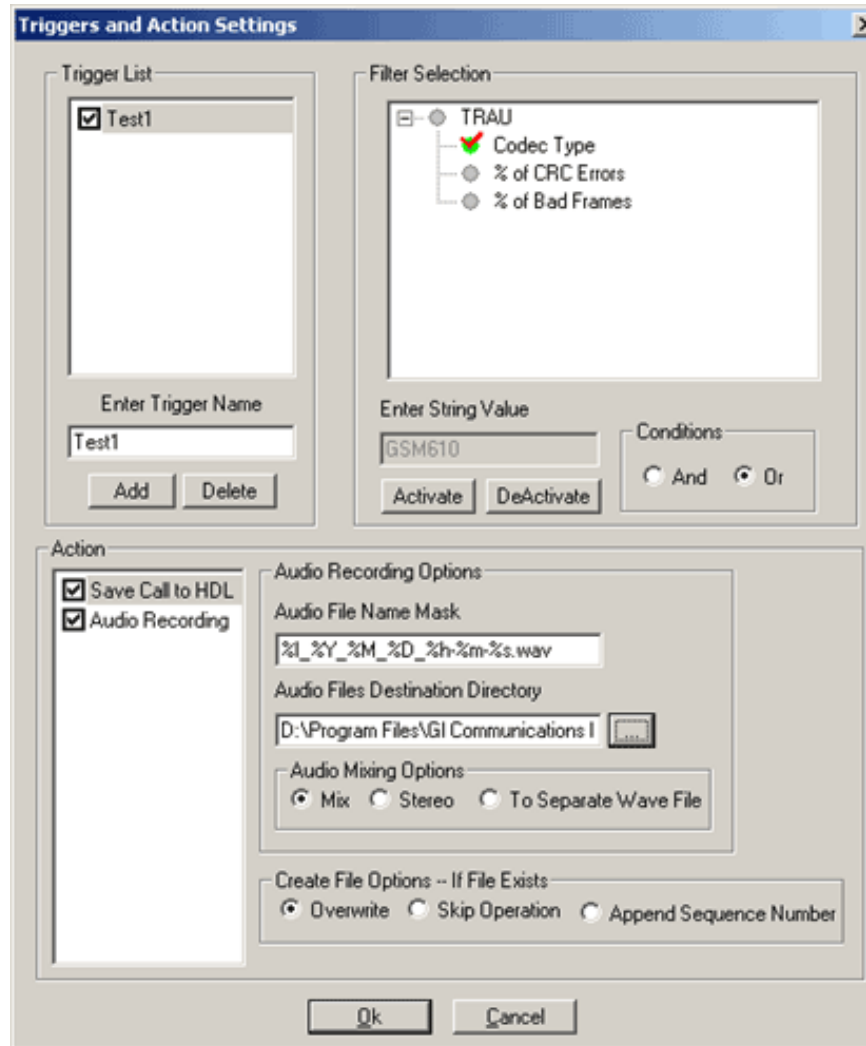 Triggers and Action Settings
Trigger List
Test1
Enter Trigger Name
Test1
Add Delete
Filter Selection
TRAU
Codec Type
% of CRC Errors
% of Bad Frames
Enter String Value
GSM610
Activate DeActivate
Conditions
And Or
Action
Save Call to HDL
Audio Recording
Audio Recording Options
Audio File Name Mask
%I_%Y_%M_%D_%h-%m-%s.wav
Audio Files Destination Directory
D:\Program Files\Gl Communications I
...
Audio Mixing Options
Mix Stereo To Separate Wave File
Create File Options -- If File Exists
Overwrite Skip Operation Append Sequence Number
Ok Cancel